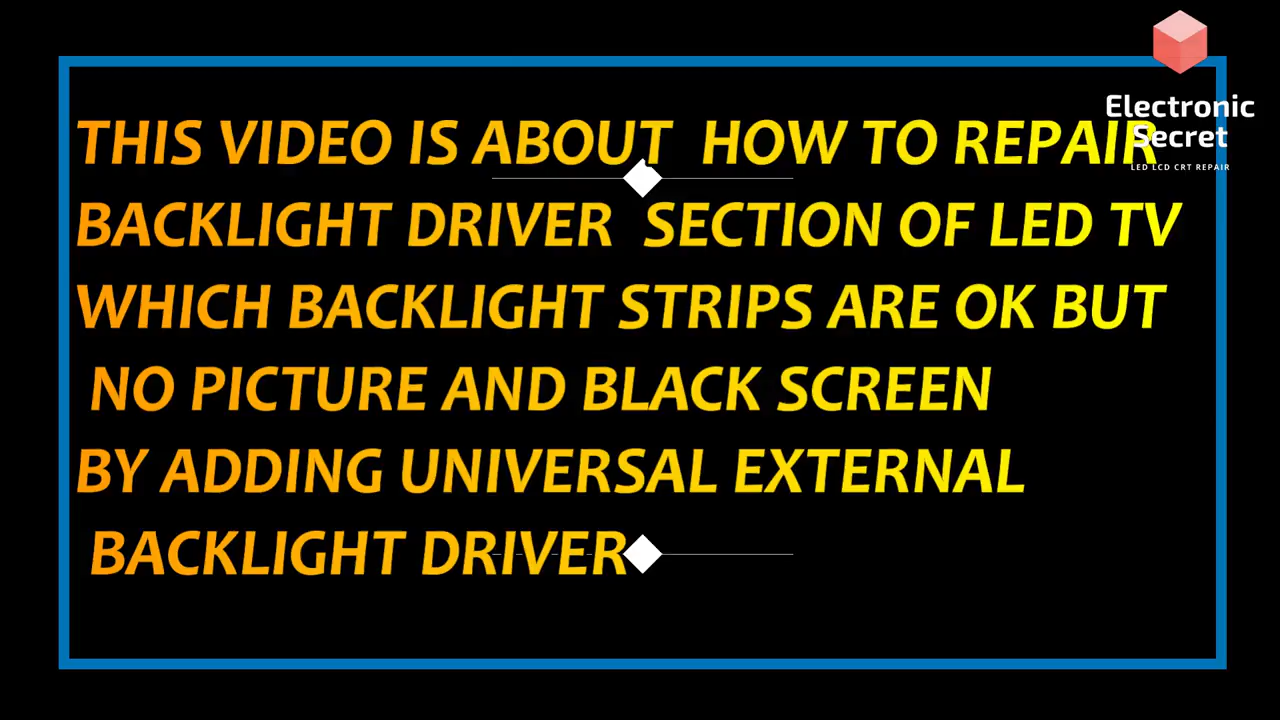 Electronic
Secret
LED LCD CRT REPAIR
THIS VIDEO IS ABOUT HOW TO REPAIR
BACKLIGHT DRIVER SECTION OF LED TV
WHICH BACKLIGHT STRIPS ARE OK BUT
NO PICTURE AND BLACK SCREEN
BY ADDING UNIVERSAL EXTERNAL
BACKLIGHT DRIVER